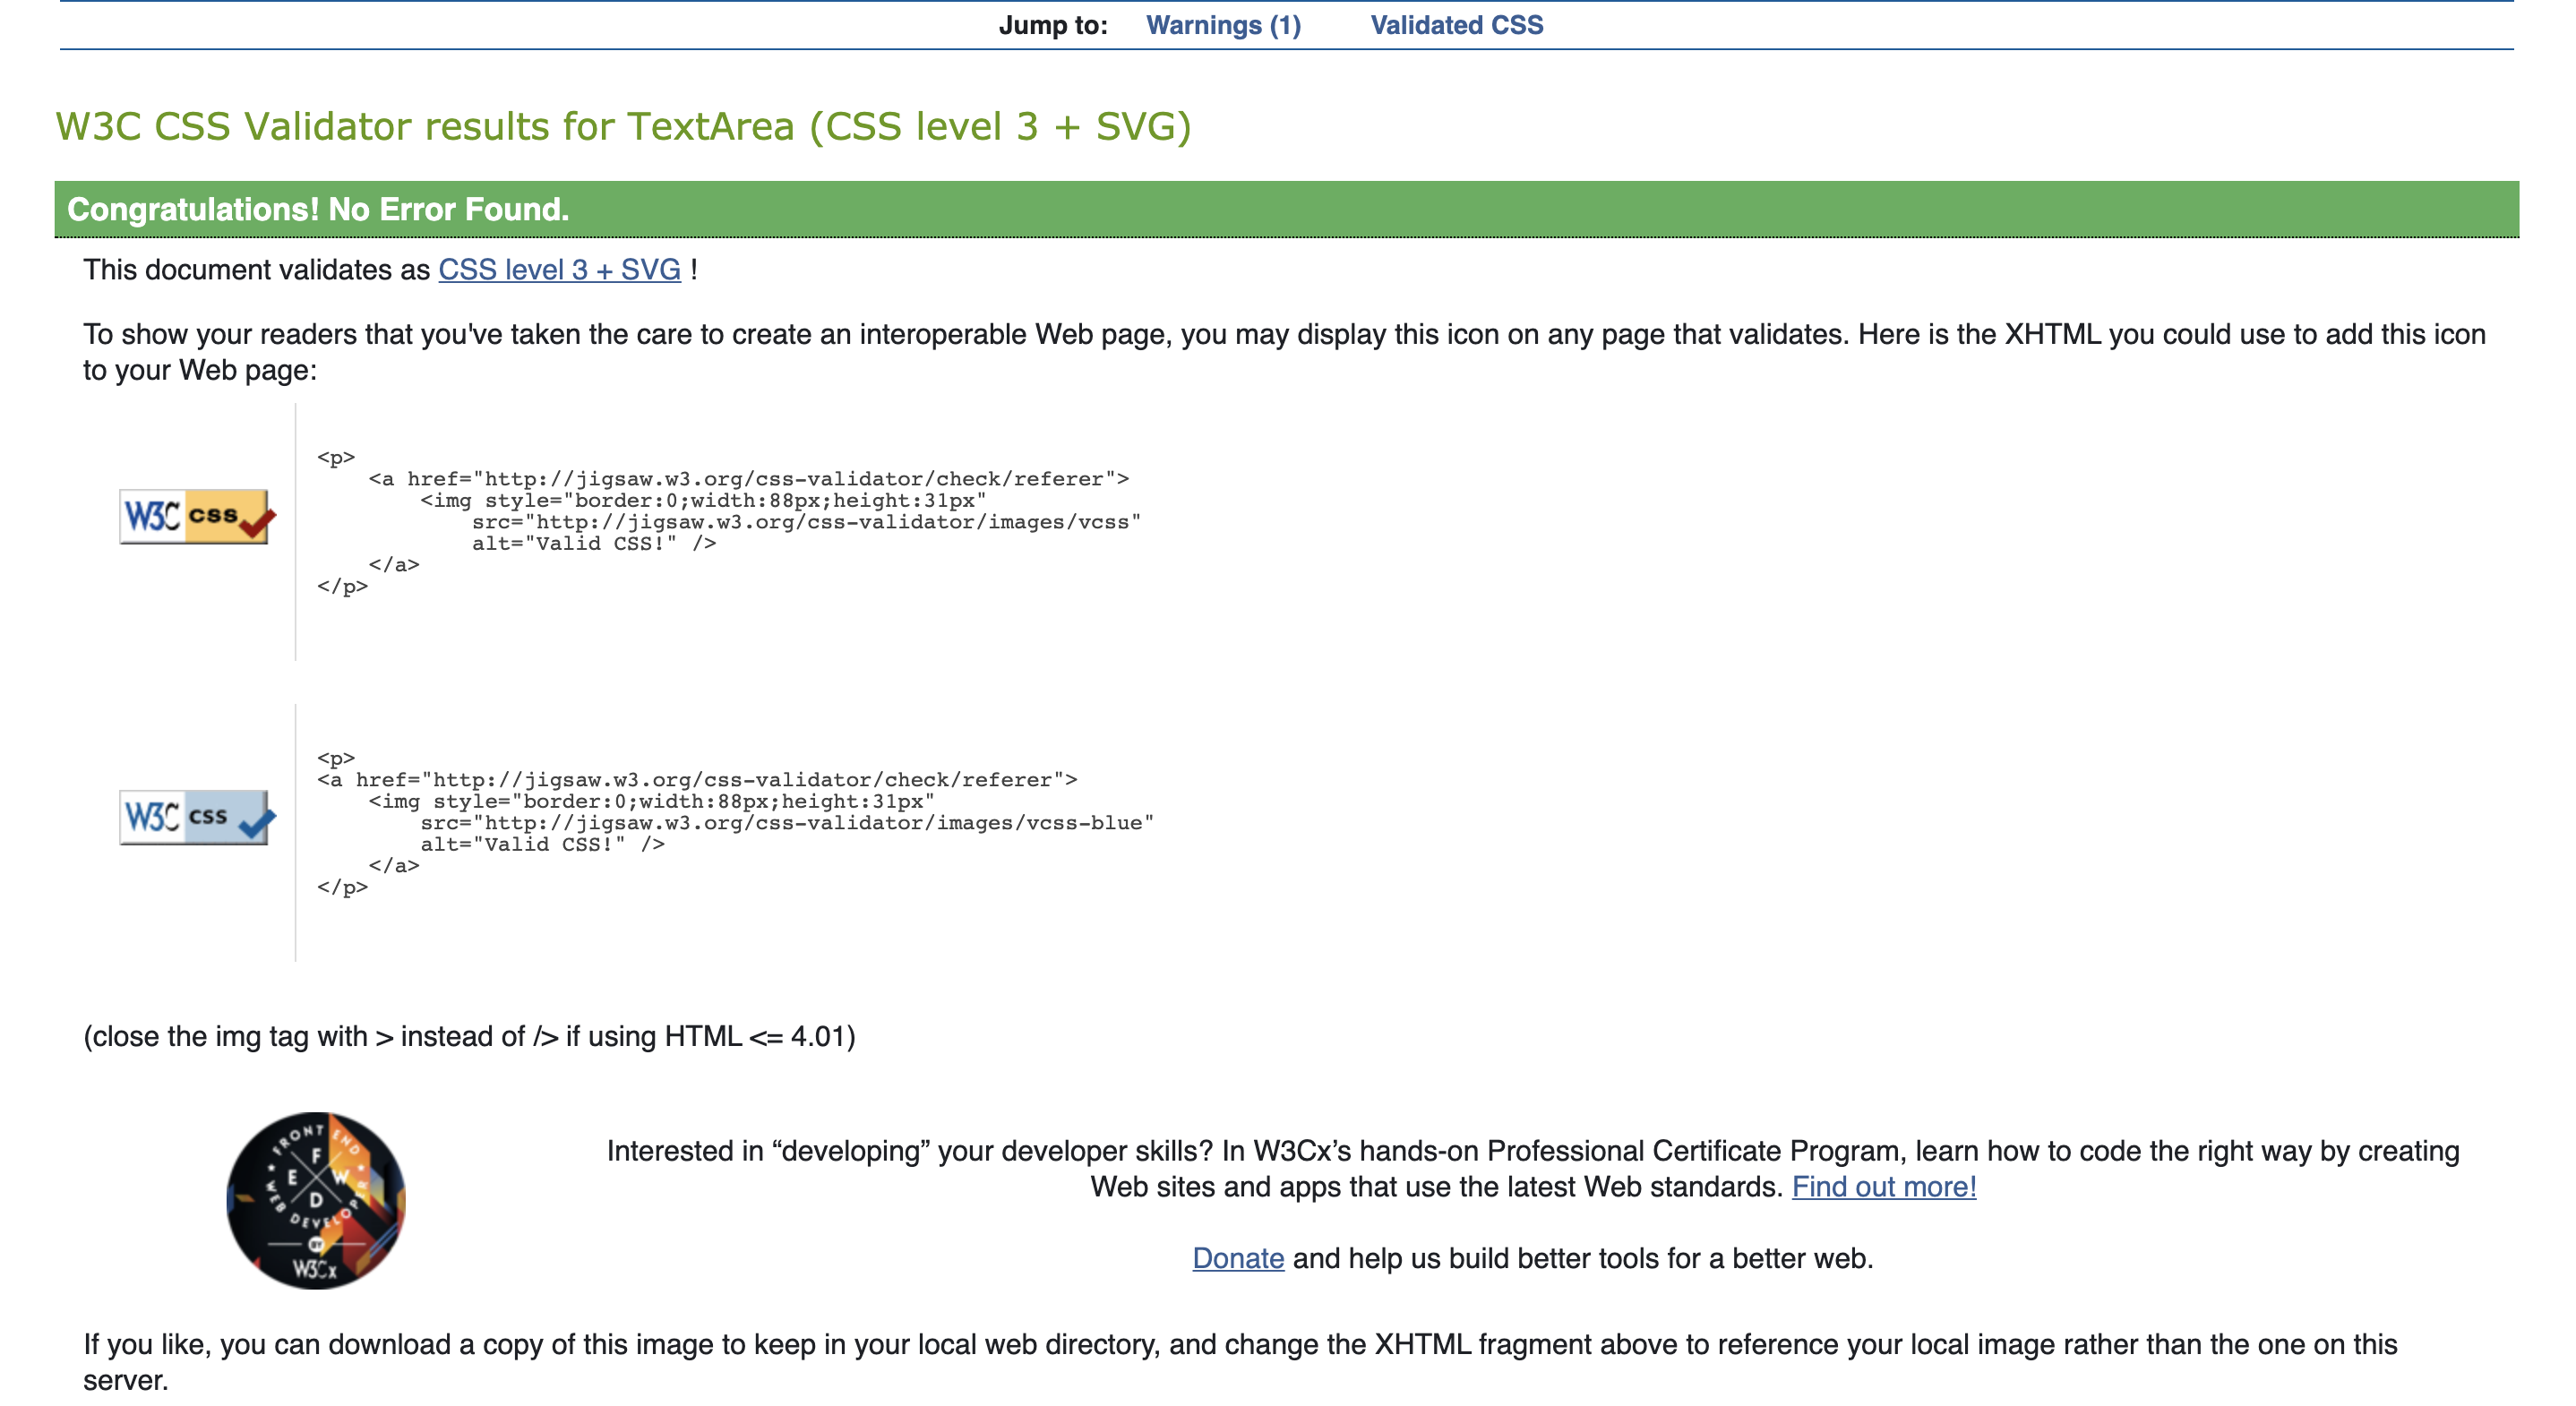 Jump to: Warnings (1) Validated CSS
W3C CSS Validator results for TextArea (CSS level 3 + SVG)
Congratulations! No Error Found.
This document validates as CSS level 3 + SVG !
To show your readers that you've taken the care to create an interoperable Web page, you may display this icon on any page that validates. Here is the XHTML you could use to add this icon
to your Web page:
W3C css
<p>
    <a href="http://jigsaw.w3.org/css-validator/check/referer">
        <img style="border:0;width:88px;height:31px"
            src="http://jigsaw.w3.org/css-validator/images/vcss"
            alt="Valid CSS!" />
    </a>
</p>
W3C css
<p>
<a href="http://jigsaw.w3.org/css-validator/check/referer">
    <img style="border:0;width:88px;height:31px"
        src="http://jigsaw.w3.org/css-validator/images/vcss-blue"
        alt="Valid CSS!" />
    </a>
</p>
(close the img tag with > instead of /> if using HTML <= 4.01)
FRONT END
WEB DEVELOPER
F
E W
D
BY
W3Cx
Interested in “developing” your developer skills? In W3Cx’s hands-on Professional Certificate Program, learn how to code the right way by creating
Web sites and apps that use the latest Web standards. Find out more!
Donate and help us build better tools for a better web.
If you like, you can download a copy of this image to keep in your local web directory, and change the XHTML fragment above to reference your local image rather than the one on this
server.